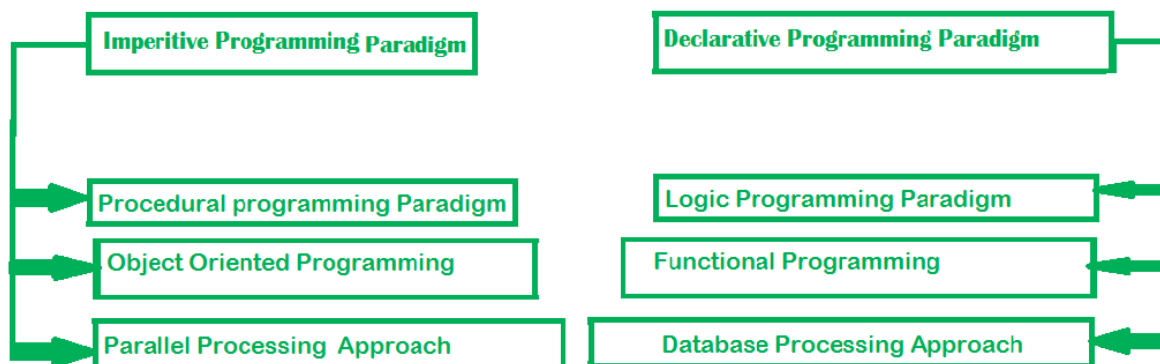 Imperitive Programming Paradigm
Declarative Programming Paradigm
Procedural programming Paradigm
Logic Programming Paradigm
Object Oriented Programming
Functional Programming
Parallel Processing Approach
Database Processing Approach